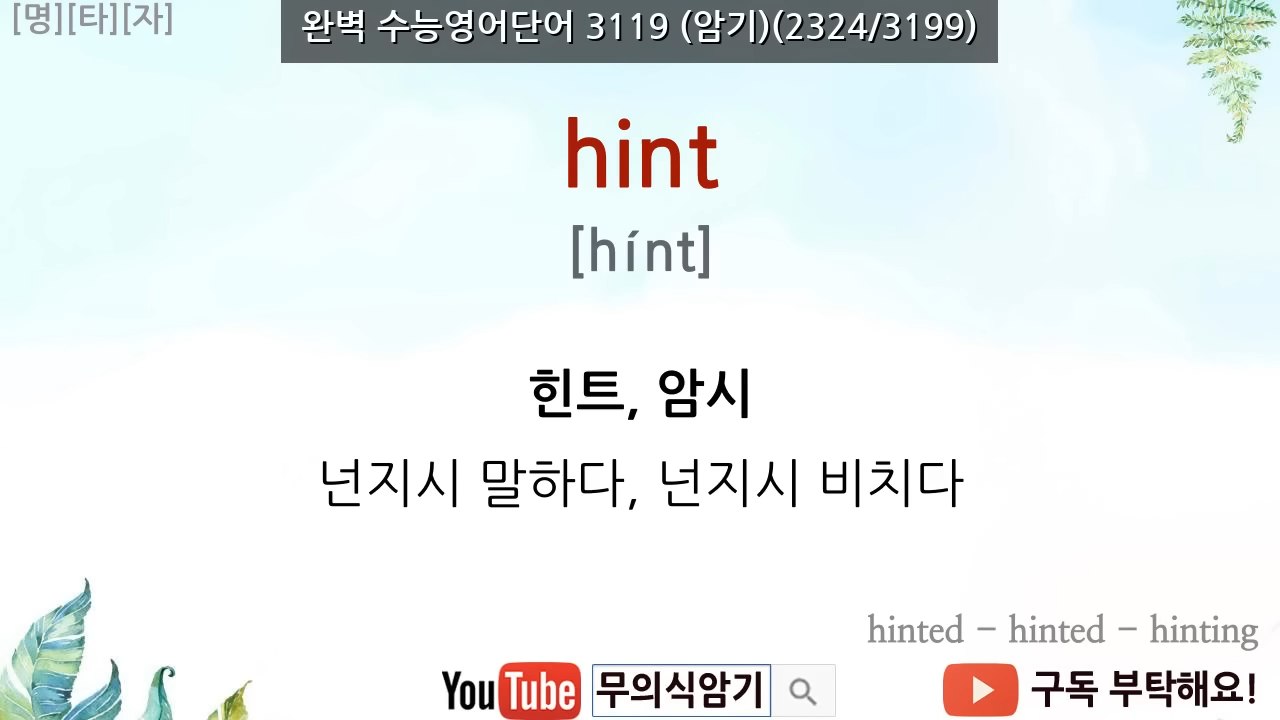 [명][타][자]
완벽 수능영어단어 3119 (암기)(2324/3199)
hint
[hínt]
힌트, 암시
넌지시 말하다, 넌지시 비치다
hinted - hinted - hinting
YouTube 무의식암기
구독 부탁해요!